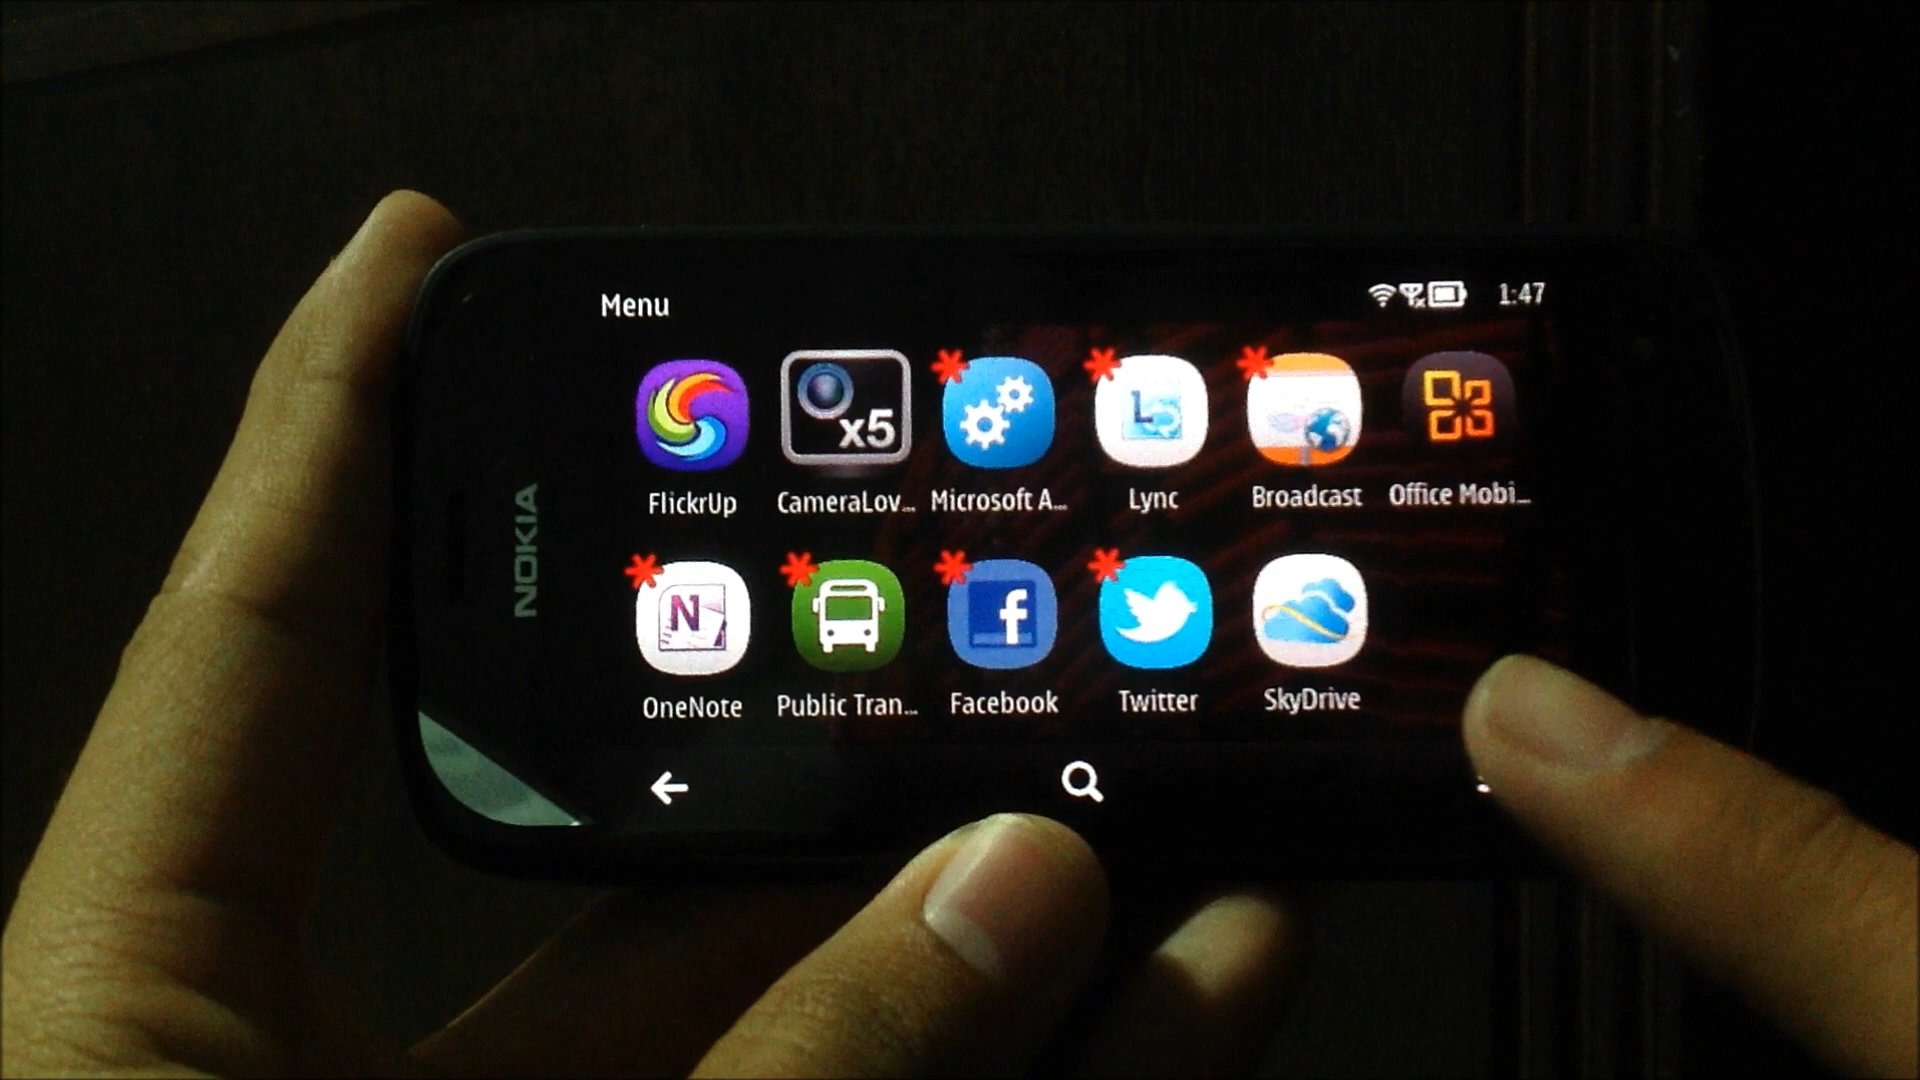 Menu
1:47
x5
L
FlickrUp
CameraLov...
Microsoft A...
Lync
Broadcast
Office Mobi...
N
f
OneNote
Public Tran...
Facebook
Twitter
SkyDrive
NOKIA